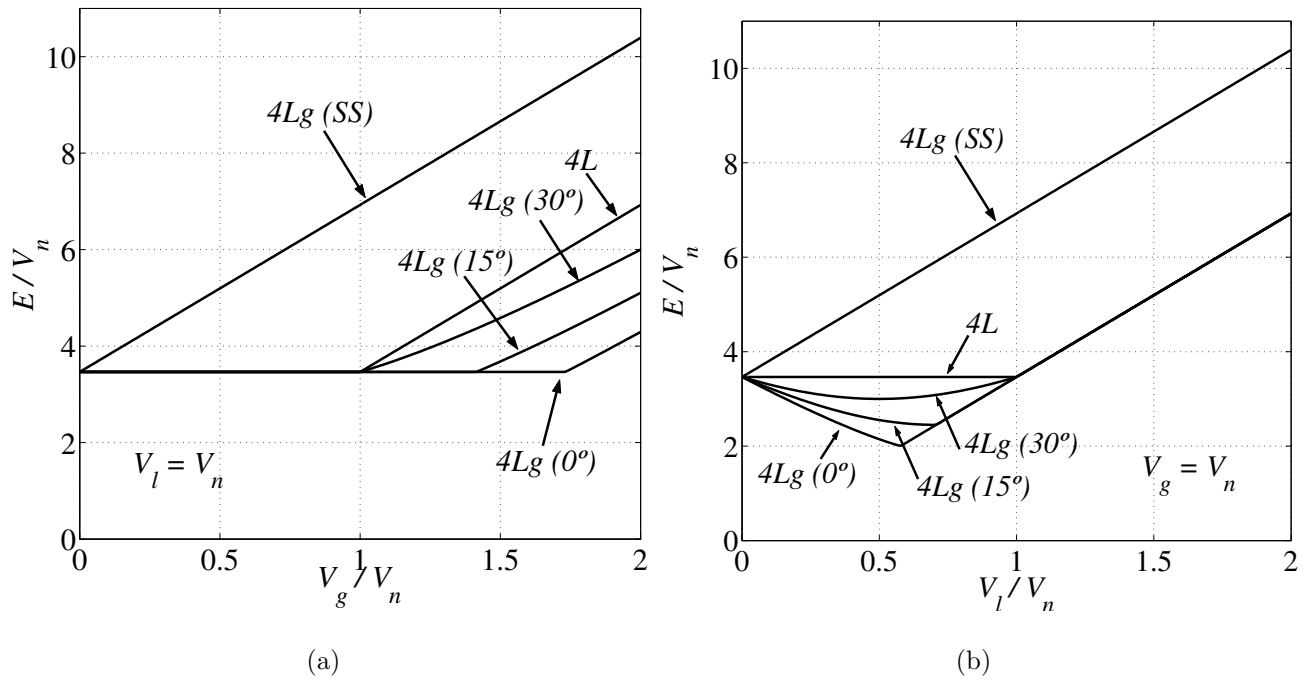 10
8
6
4
2
0
E / V_n
4Lg (SS)
4L
4Lg (30º)
4Lg (15º)
4Lg (0º)
V_l = V_n
0 1 1.5 2
V_g / V_n
(a)
10
8
6
4
2
0
E / V_n
4Lg (SS)
4L
4Lg (30º)
4Lg (0º)
4Lg (15º)
V_g = V_n
0 0.5 1 1.5 2
V_l / V_n
(b)